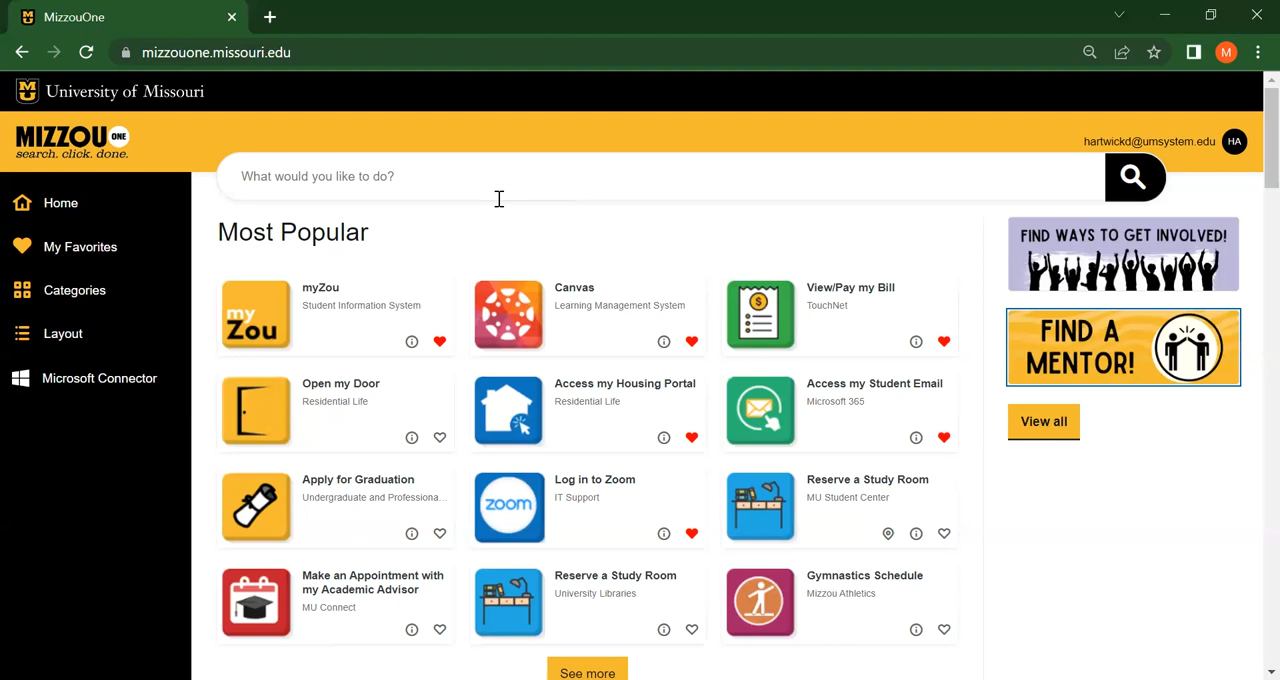 MizzouOne
mizzouone.missouri.edu
M
University of Missouri
MIZZOU ONE
search. click. done.
hartwickd@umsystem.edu HA
What would you like to do?
Home
My Favorites
Categories
Layout
Microsoft Connector
Most Popular
my
Zou
myZou
Student Information System
Canvas
Learning Management System
View/Pay my Bill
TouchNet
Open my Door
Residential Life
Access my Housing Portal
Residential Life
Access my Student Email
Microsoft 365
Apply for Graduation
Undergraduate and Professiona...
zoom
Log in to Zoom
IT Support
Reserve a Study Room
MU Student Center
Make an Appointment with
my Academic Advisor
MU Connect
Reserve a Study Room
University Libraries
Gymnastics Schedule
Mizzou Athletics
See more
FIND WAYS TO GET INVOLVED!
FIND A
MENTOR!
View all